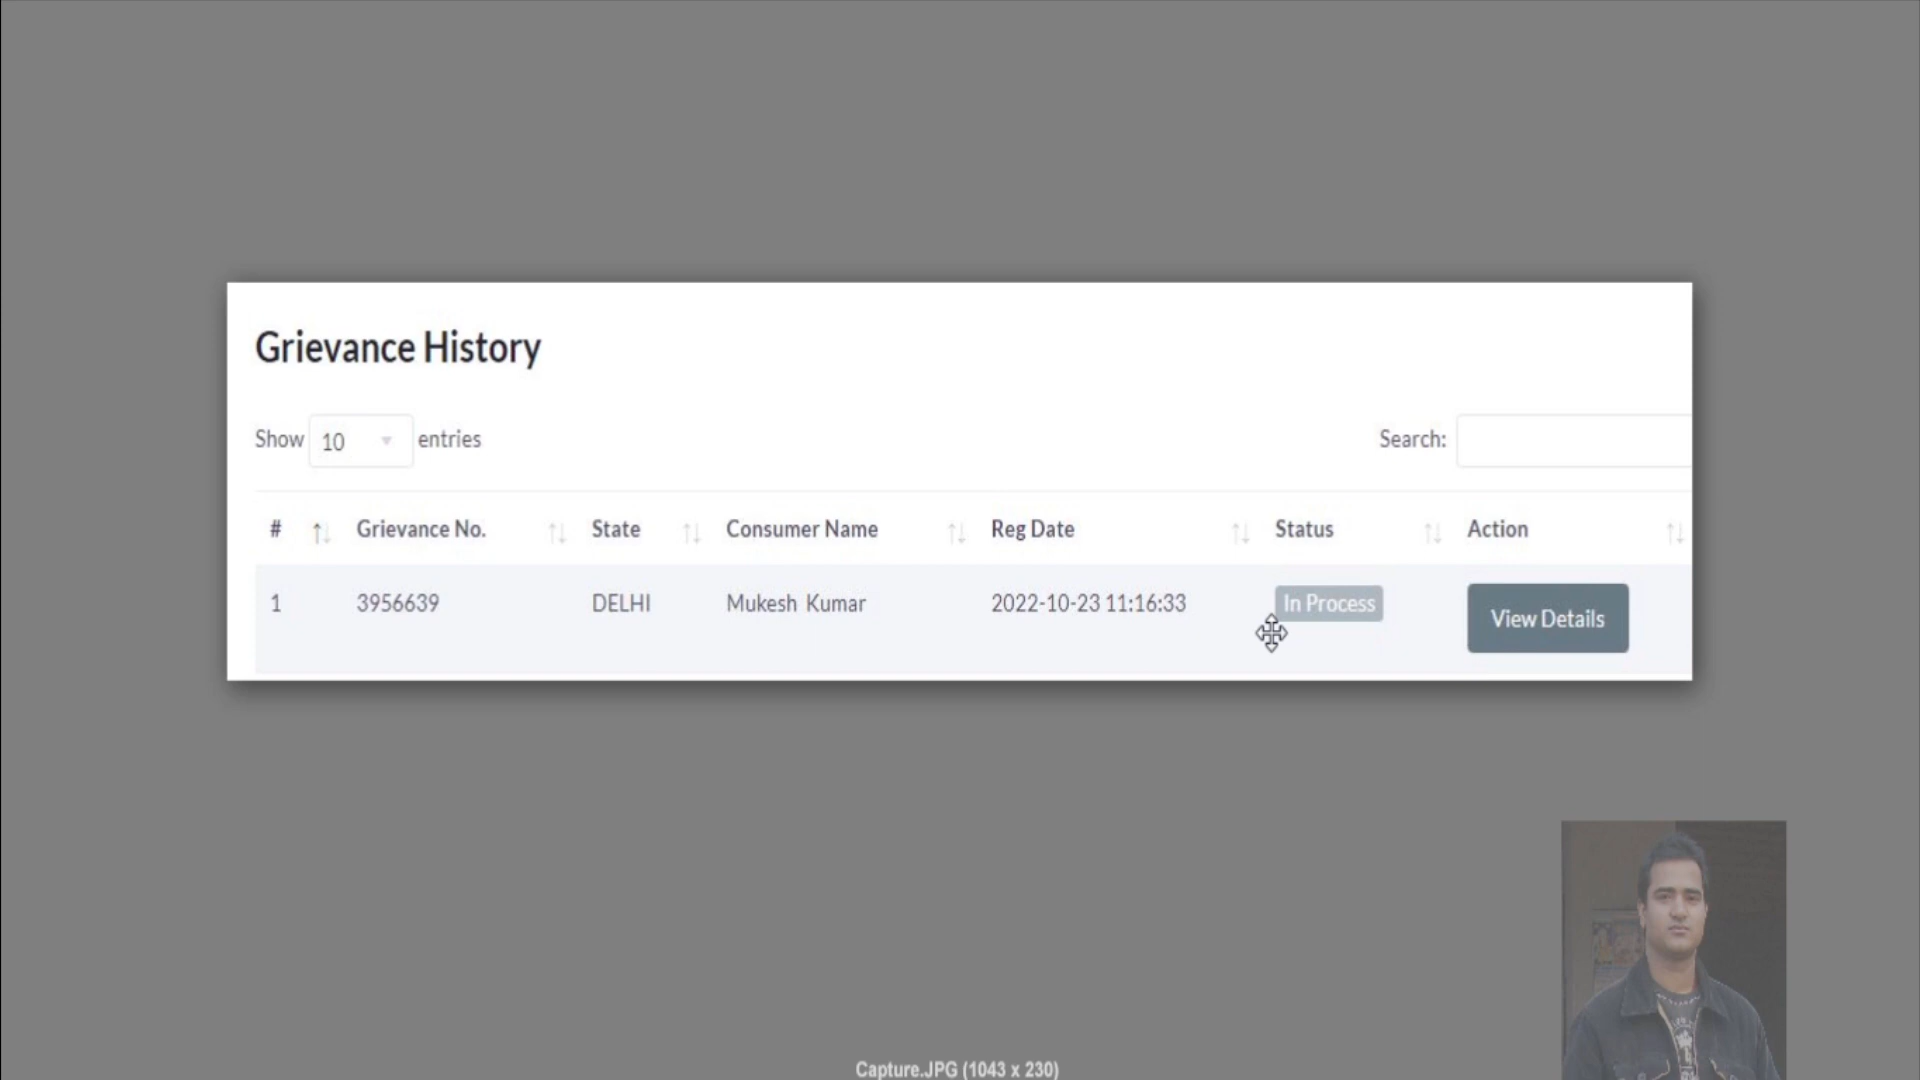 Grievance History
Show 10 entries
Search:
# Grievance No. State Consumer Name Reg Date Status Action
1 3956639 DELHI Mukesh Kumar 2022-10-23 11:16:33 In Process View Details
Capture.JPG (1043 x 230)